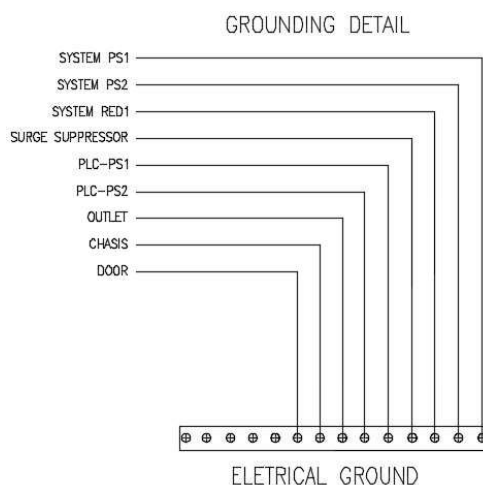 GROUNDING DETAIL
SYSTEM PS1
SYSTEM PS2
SYSTEM RED1
SURGE SUPPRESSOR
PLC-PS1
PLC-PS2
OUTLET
CHASIS
DOOR
ELETRICAL GROUND